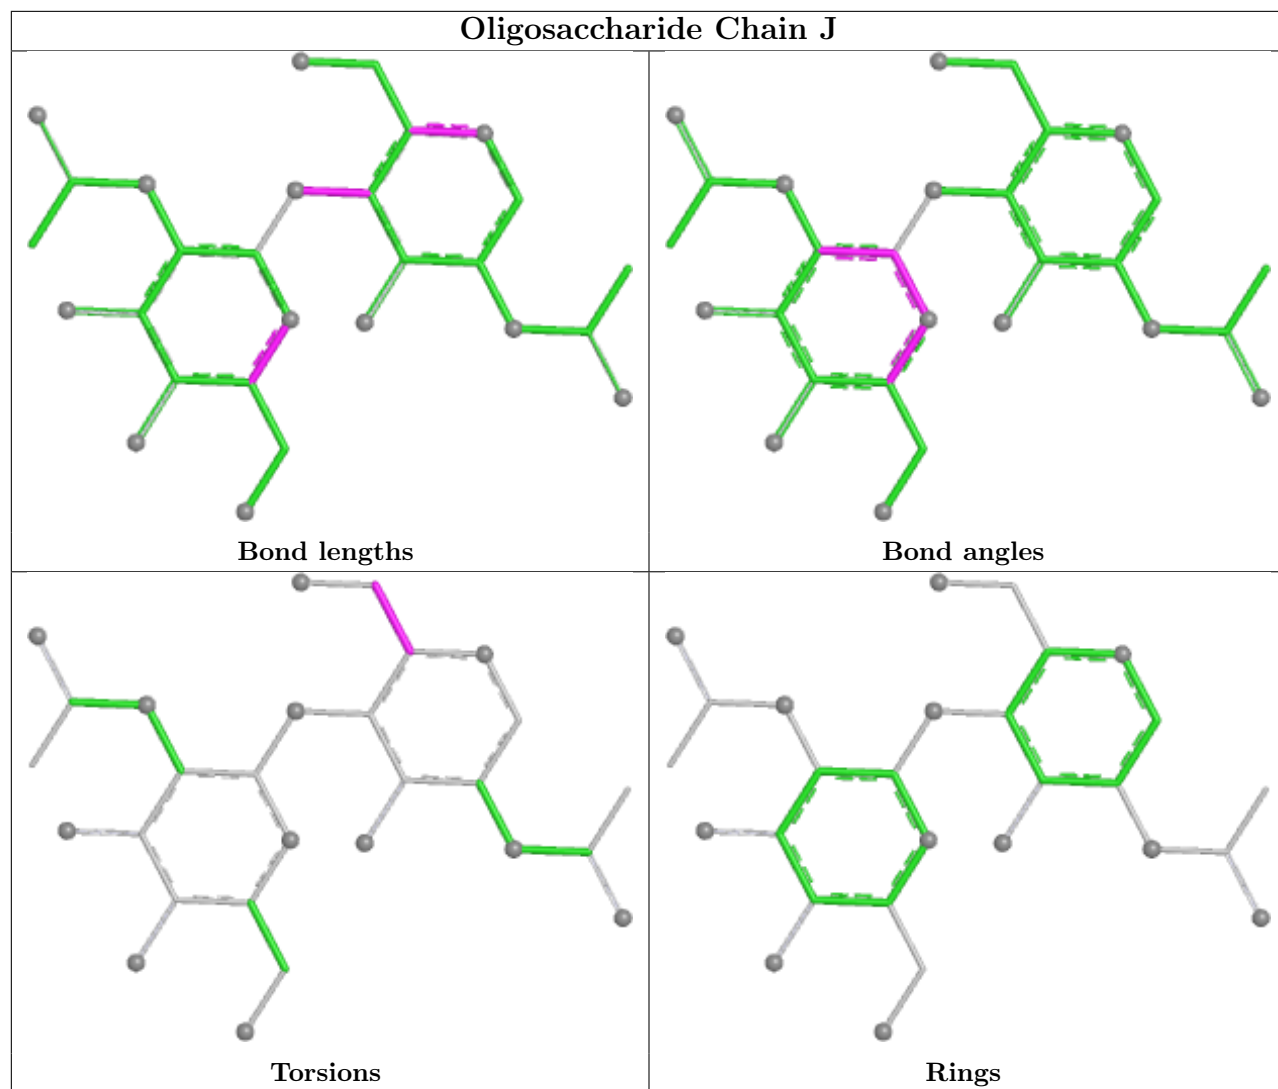 Oligosaccharide Chain J
Bond lengths
Bond angles
Torsions
Rings